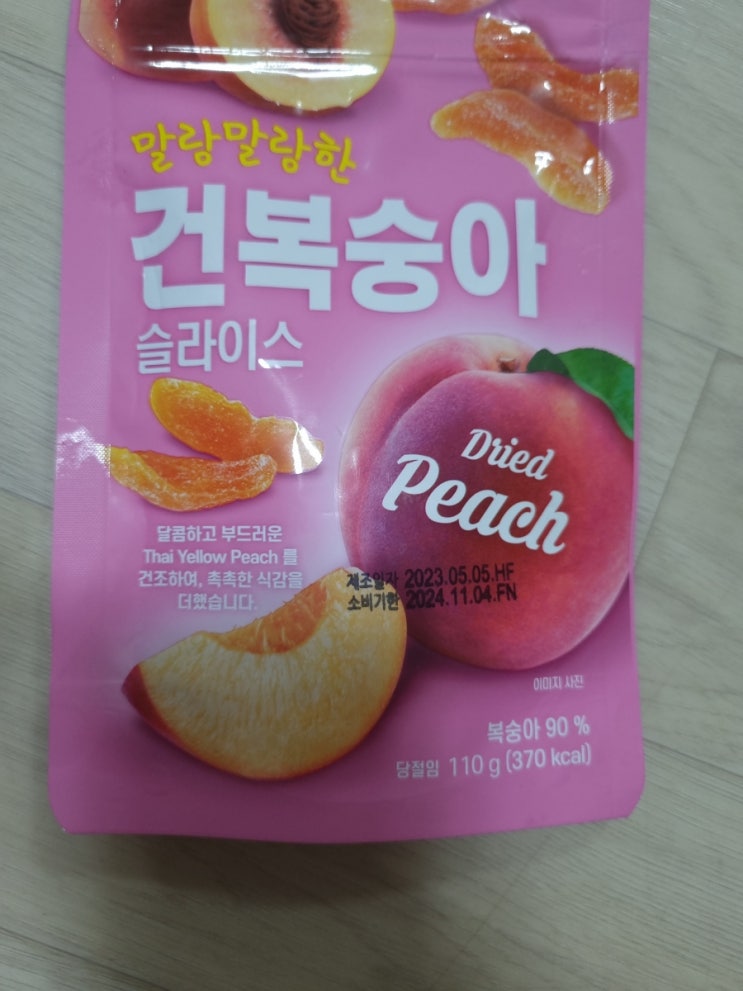 말랑말랑한
건복숭아
슬라이스
Dried
Peach
달콤하고 부드러운
Thai Yellow Peach 를
건조하여, 촉촉한 식감을
더했습니다.
제조일자 2023.05.05.HF
소비기한 2024.11.04.FN
이미지 사진
복숭아 90 %
당절임 110 g (370 kcal)